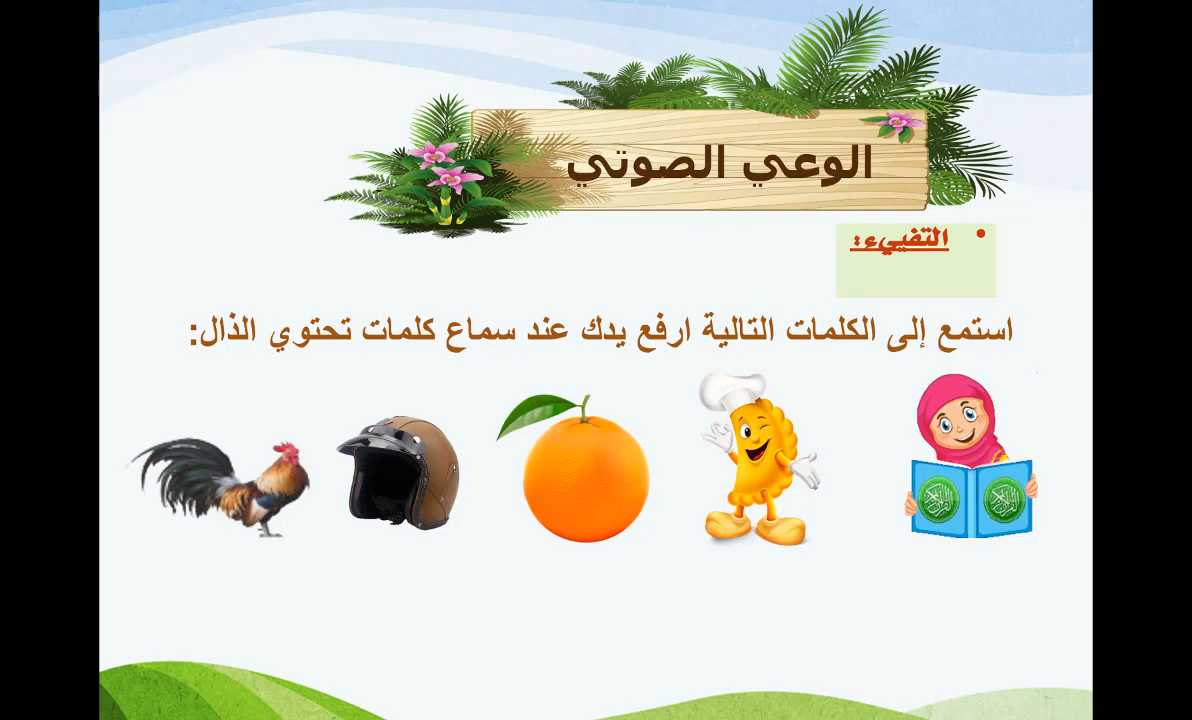 الوعي الصوتي
• التفييء:
استمع إلى الكلمات التالية ارفع يدك عند سماع كلمات تحتوي الذال: